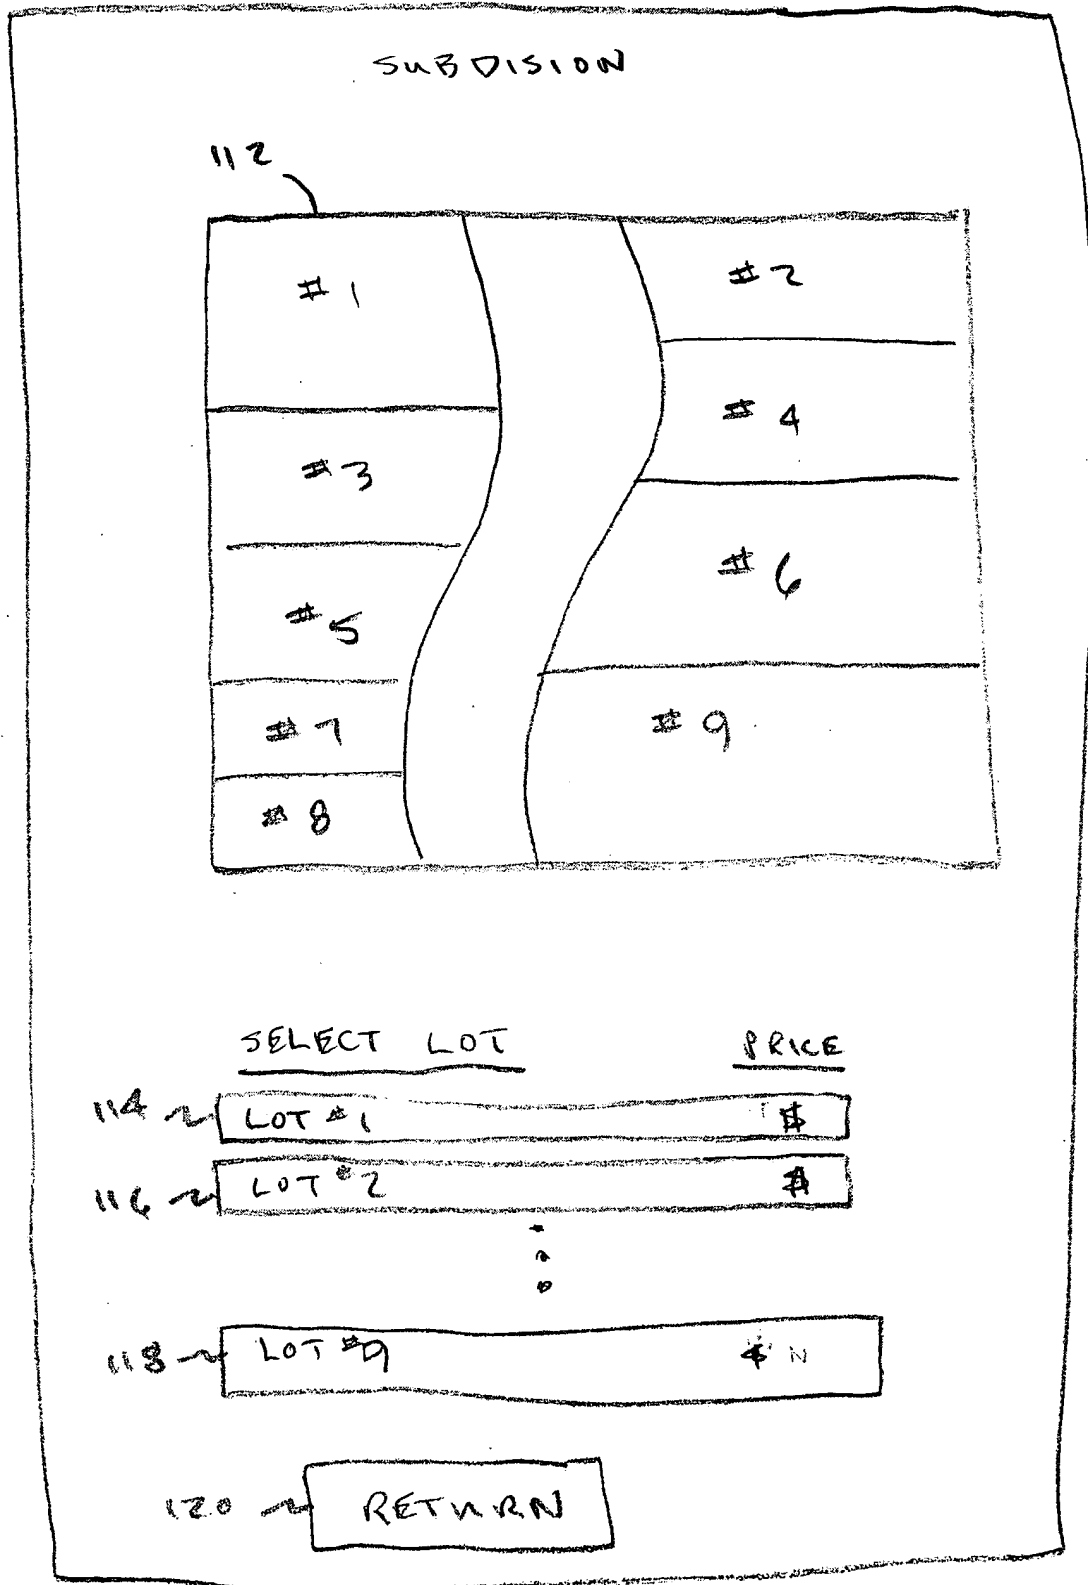 SUBDISION
112
#1
#2
#3
#4
#5
#6
#7
#8
#9
SELECT LOT PRICE
114 LOT #1 $
116 LOT #2 $
118 LOT #9 $ N
120 RETURN